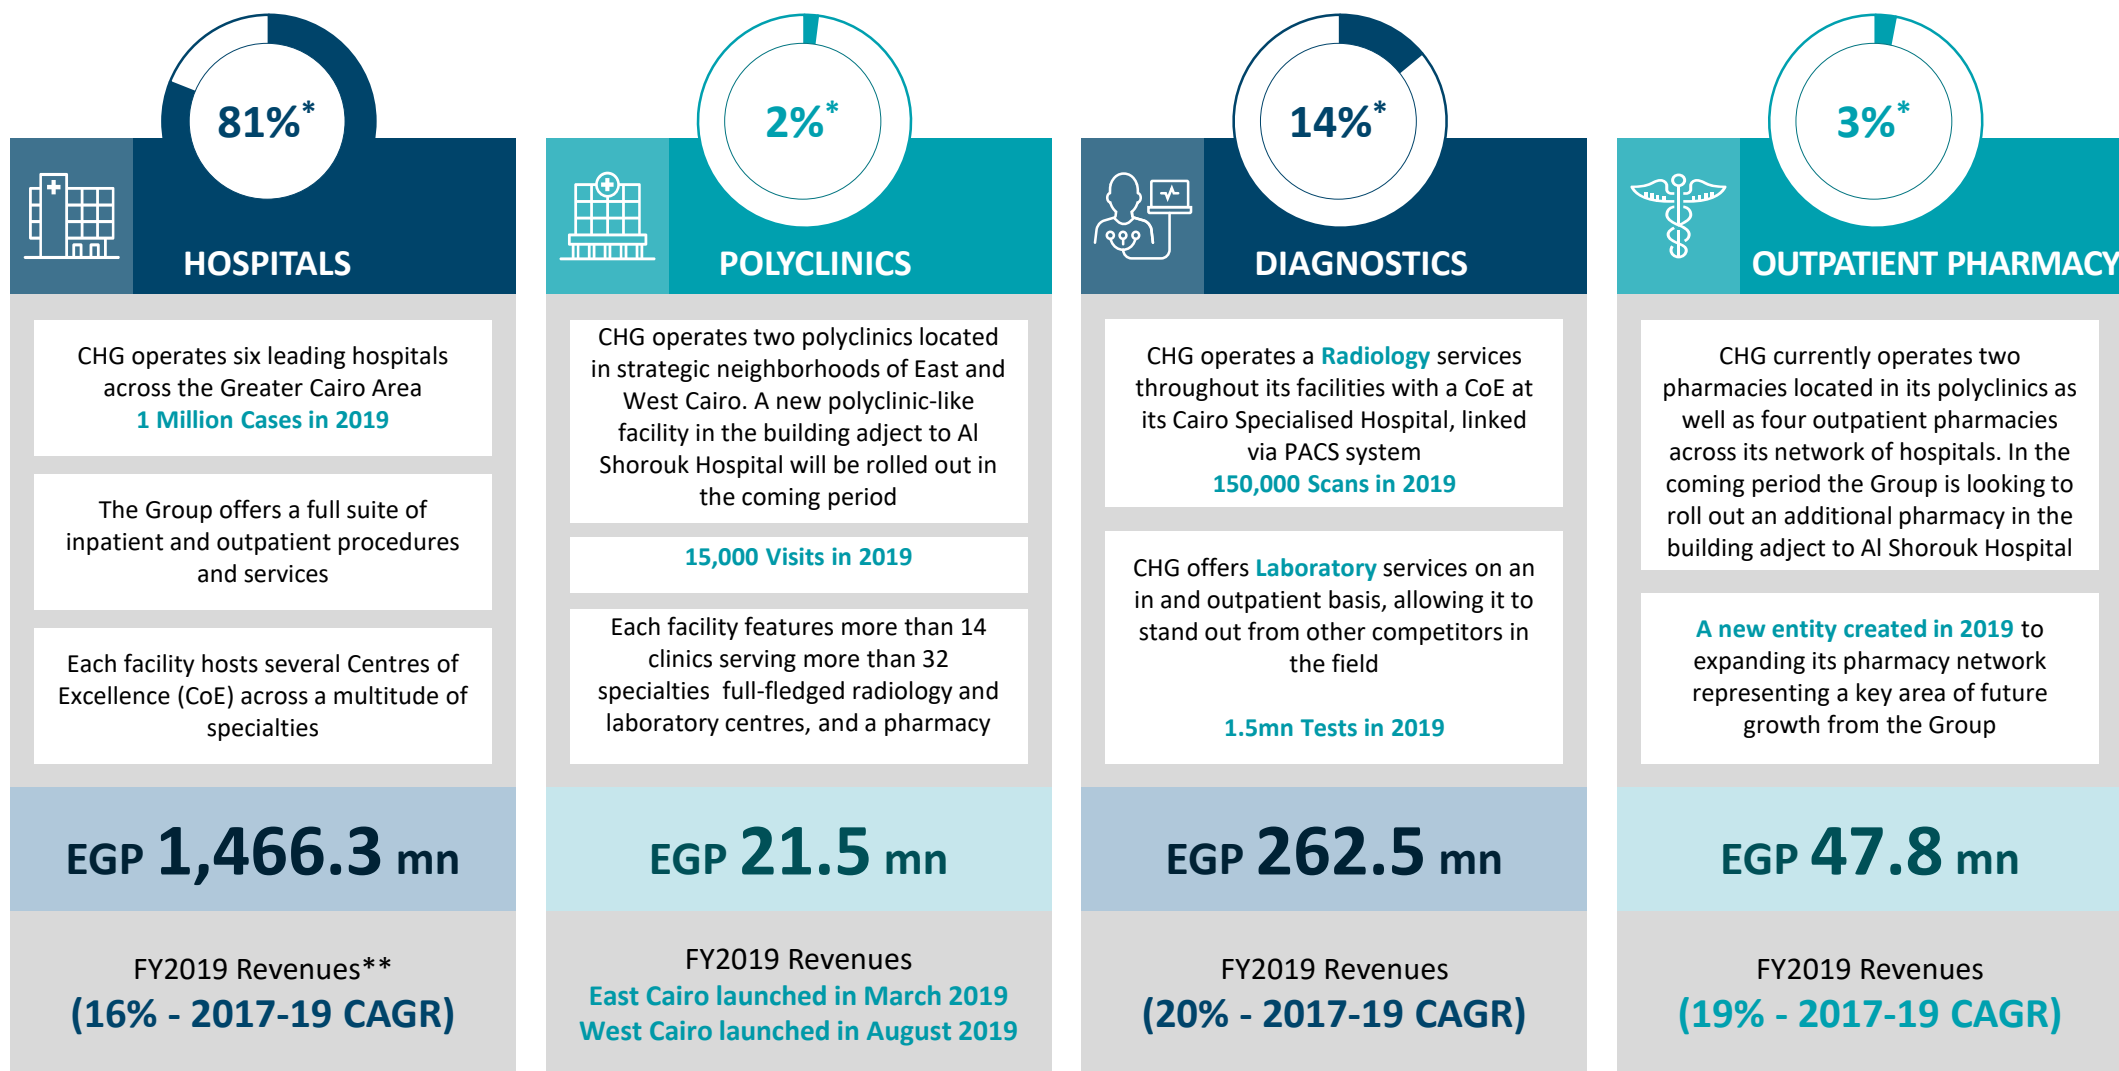 81%*
HOSPITALS
CHG operates six leading hospitals
across the Greater Cairo Area
1 Million Cases in 2019
The Group offers a full suite of
inpatient and outpatient procedures
and services
Each facility hosts several Centres of
Excellence (CoE) across a multitude of
specialties
EGP 1,466.3 mn
FY2019 Revenues**
(16% - 2017-19 CAGR)
2%*
POLYCLINICS
CHG operates two polyclinics located
in strategic neighborhoods of East and
West Cairo. A new polyclinic-like
facility in the building adject to Al
Shorouk Hospital will be rolled out in
the coming period
15,000 Visits in 2019
Each facility features more than 14
clinics serving more than 32
specialties  full-fledged radiology and
laboratory centres, and a pharmacy
EGP 21.5 mn
FY2019 Revenues
East Cairo launched in March 2019
West Cairo launched in August 2019
14%*
DIAGNOSTICS
CHG operates a Radiology services
throughout its facilities with a CoE at
its Cairo Specialised Hospital, linked
via PACS system
150,000 Scans in 2019
CHG offers Laboratory services on an
in and outpatient basis, allowing it to
stand out from other competitors in
the field
1.5mn Tests in 2019
EGP 262.5 mn
FY2019 Revenues
(20% - 2017-19 CAGR)
3%*
OUTPATIENT PHARMACY
CHG currently operates two
pharmacies located in its polyclinics as
well as four outpatient pharmacies
across its network of hospitals. In the
coming period the Group is looking to
roll out an additional pharmacy in the
building adject to Al Shorouk Hospital
A new entity created in 2019 to
expanding its pharmacy network
representing a key area of future
growth from the Group
EGP 47.8 mn
FY2019 Revenues
(19% - 2017-19 CAGR)